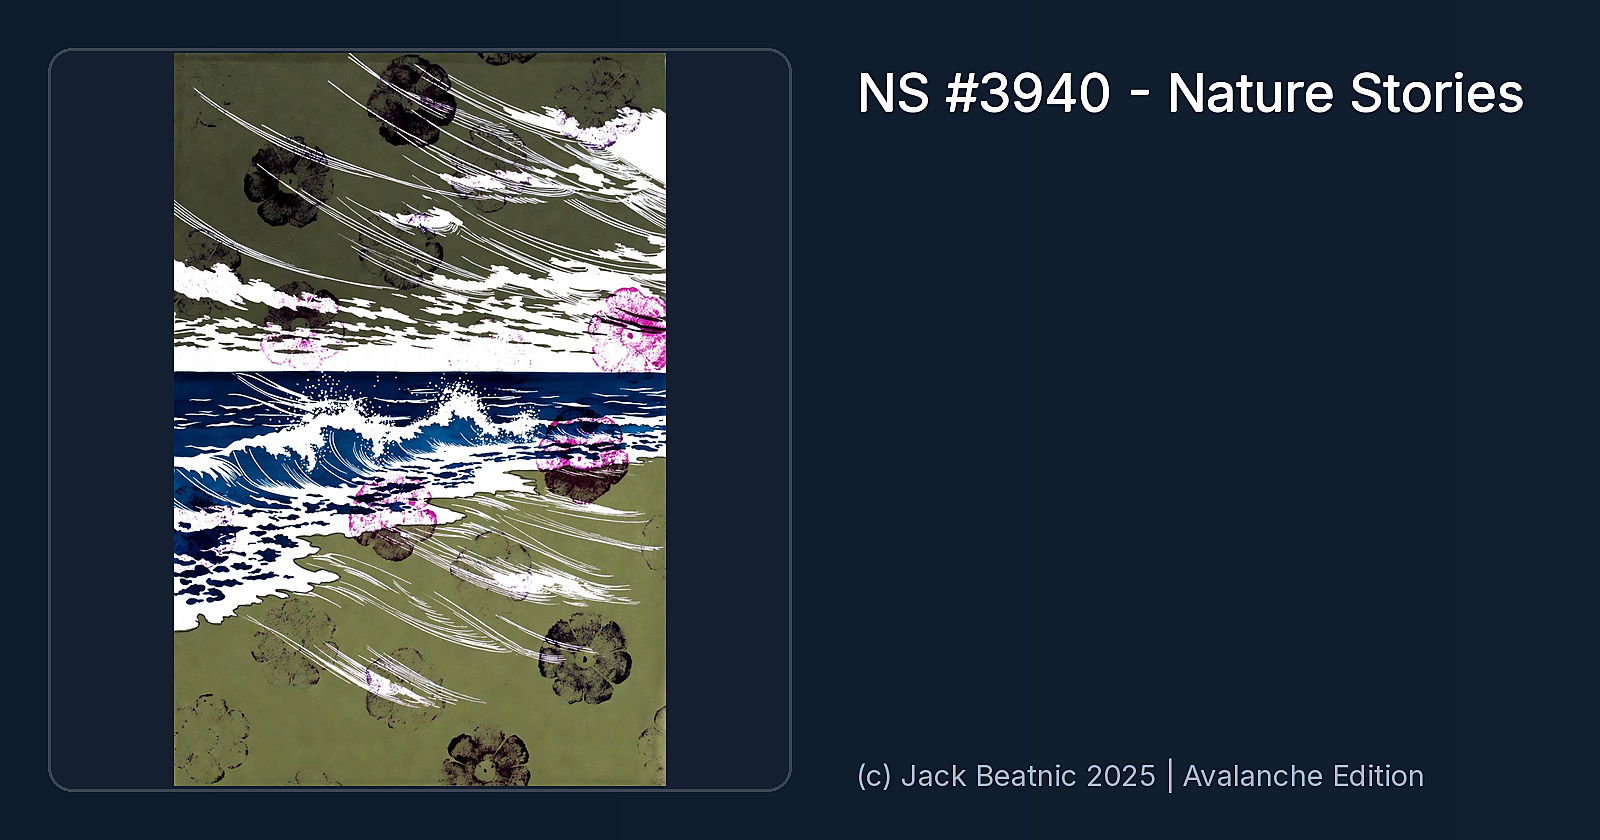 NS #3940 - Nature Stories
(c) Jack Beatnic 2025 | Avalanche Edition